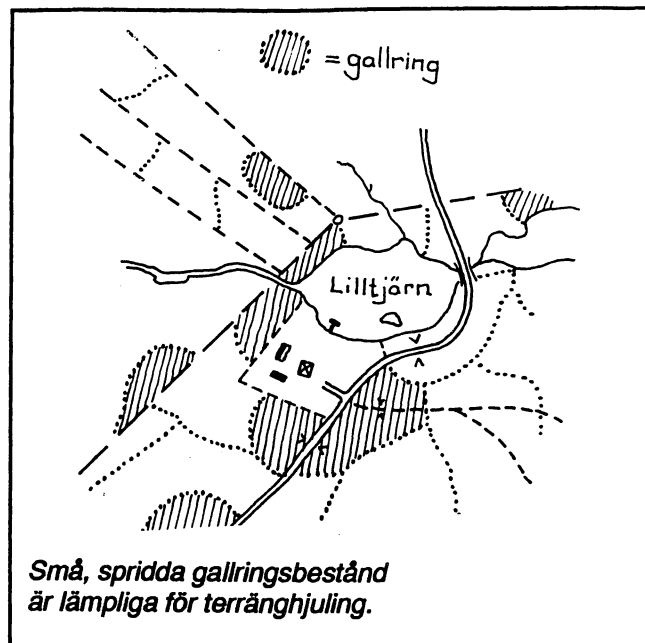 = gallring
Lilltjärn
Små, spridda gallringsbestånd
är lämpliga för terränghjuling.